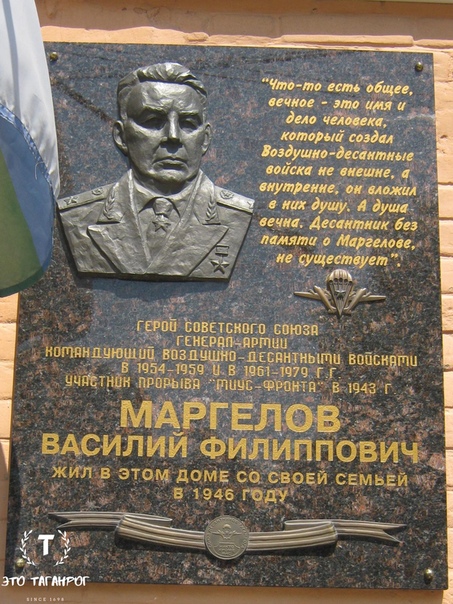 "Что-то есть общее,
вечное - это имя и
дело человека,
который создал
Воздушно-десантные
войска не внешне, а
внутренне, он вложил
в них душу. А душа
вечна. Десантник без
памяти о Маргелове,
не существует".
ГЕРОЙ СОВЕТСКОГО СОЮЗА
ГЕНЕРАЛ-АРМИИ
КОМАНДУЮЩИЙ ВОЗДУШНО-ДЕСАНТНЫМИ ВОЙСКАМИ
В 1954-1959 И В 1961-1979 Г.Г.
УЧАСТНИК ПРОРЫВА "МИУС-ФРОНТА" В 1943 Г
МАРГЕЛОВ
ВАСИЛИЙ ФИЛИППОВИЧ
ЖИЛ В ЭТОМ ДОМЕ СО СВОЕЙ СЕМЬЕЙ
В 1946 ГОДУ
Т
ЭТО ТАГАНРОГ
SINCE 1698